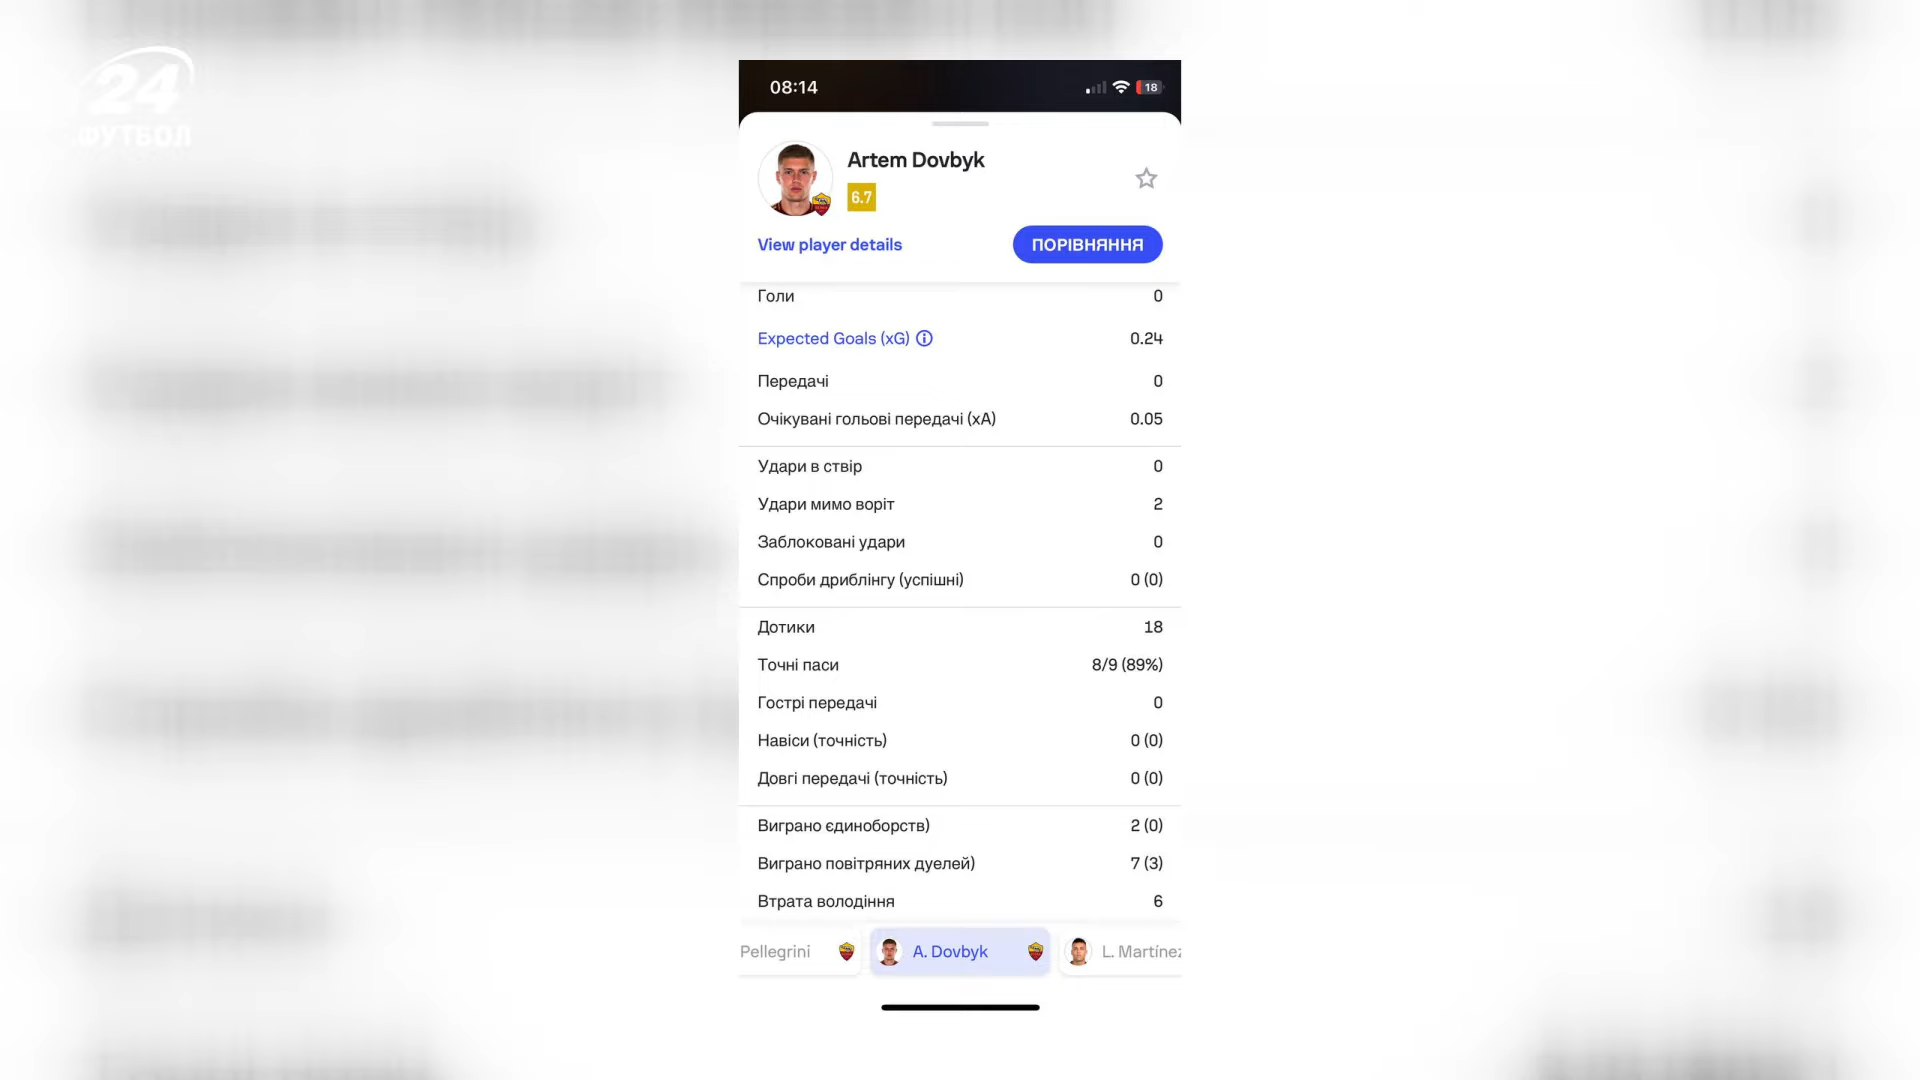 24
ФУТБОЛ
08:14
18
Artem Dovbyk
6.7
View player details
ПОРІВНЯННЯ
Голи 0
Expected Goals (xG) 0.24
Передачі 0
Очікувані гольові передачі (xA) 0.05
Удари в ствір 0
Удари мимо воріт 2
Заблоковані удари 0
Спроби дриблінгу (успішні) 0 (0)
Дотики 18
Точні паси 8/9 (89%)
Гострі передачі 0
Навіси (точність) 0 (0)
Довгі передачі (точність) 0 (0)
Виграно єдиноборств) 2 (0)
Виграно повітряних дуелей) 7 (3)
Втрата володіння 6
Pellegrini A. Dovbyk L. Martínez